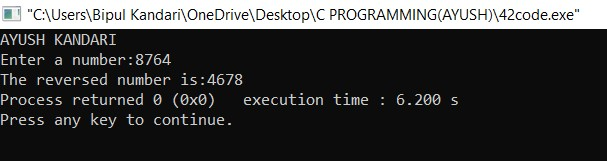 "C:\Users\Bipul Kandari\OneDrive\Desktop\C PROGRAMMING(AYUSH)\42code.exe"
AYUSH KANDARI
Enter a number:8764
The reversed number is:4678
Process returned 0 (0x0)   execution time : 6.200 s
Press any key to continue.